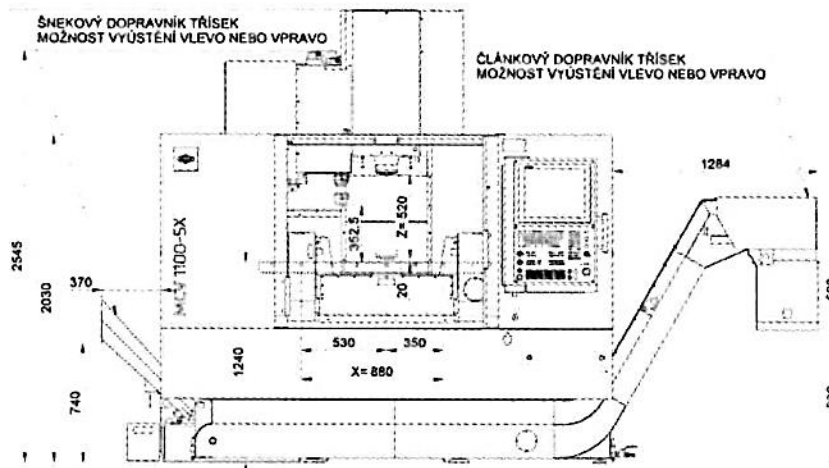 ŠNEKOVÝ DOPRAVNÍK TŘÍSEK
MOŽNOST VYÚSTĚNÍ VLEVO NEBO VPRAVO
ČLÁNKOVÝ DOPRAVNÍK TŘÍSEK
MOŽNOST VYÚSTĚNÍ VLEVO NEBO VPRAVO
1284
2545
2030
370
740
1240
MCV 1100-5X
352.5
Z= 520
20
530
350
X= 880